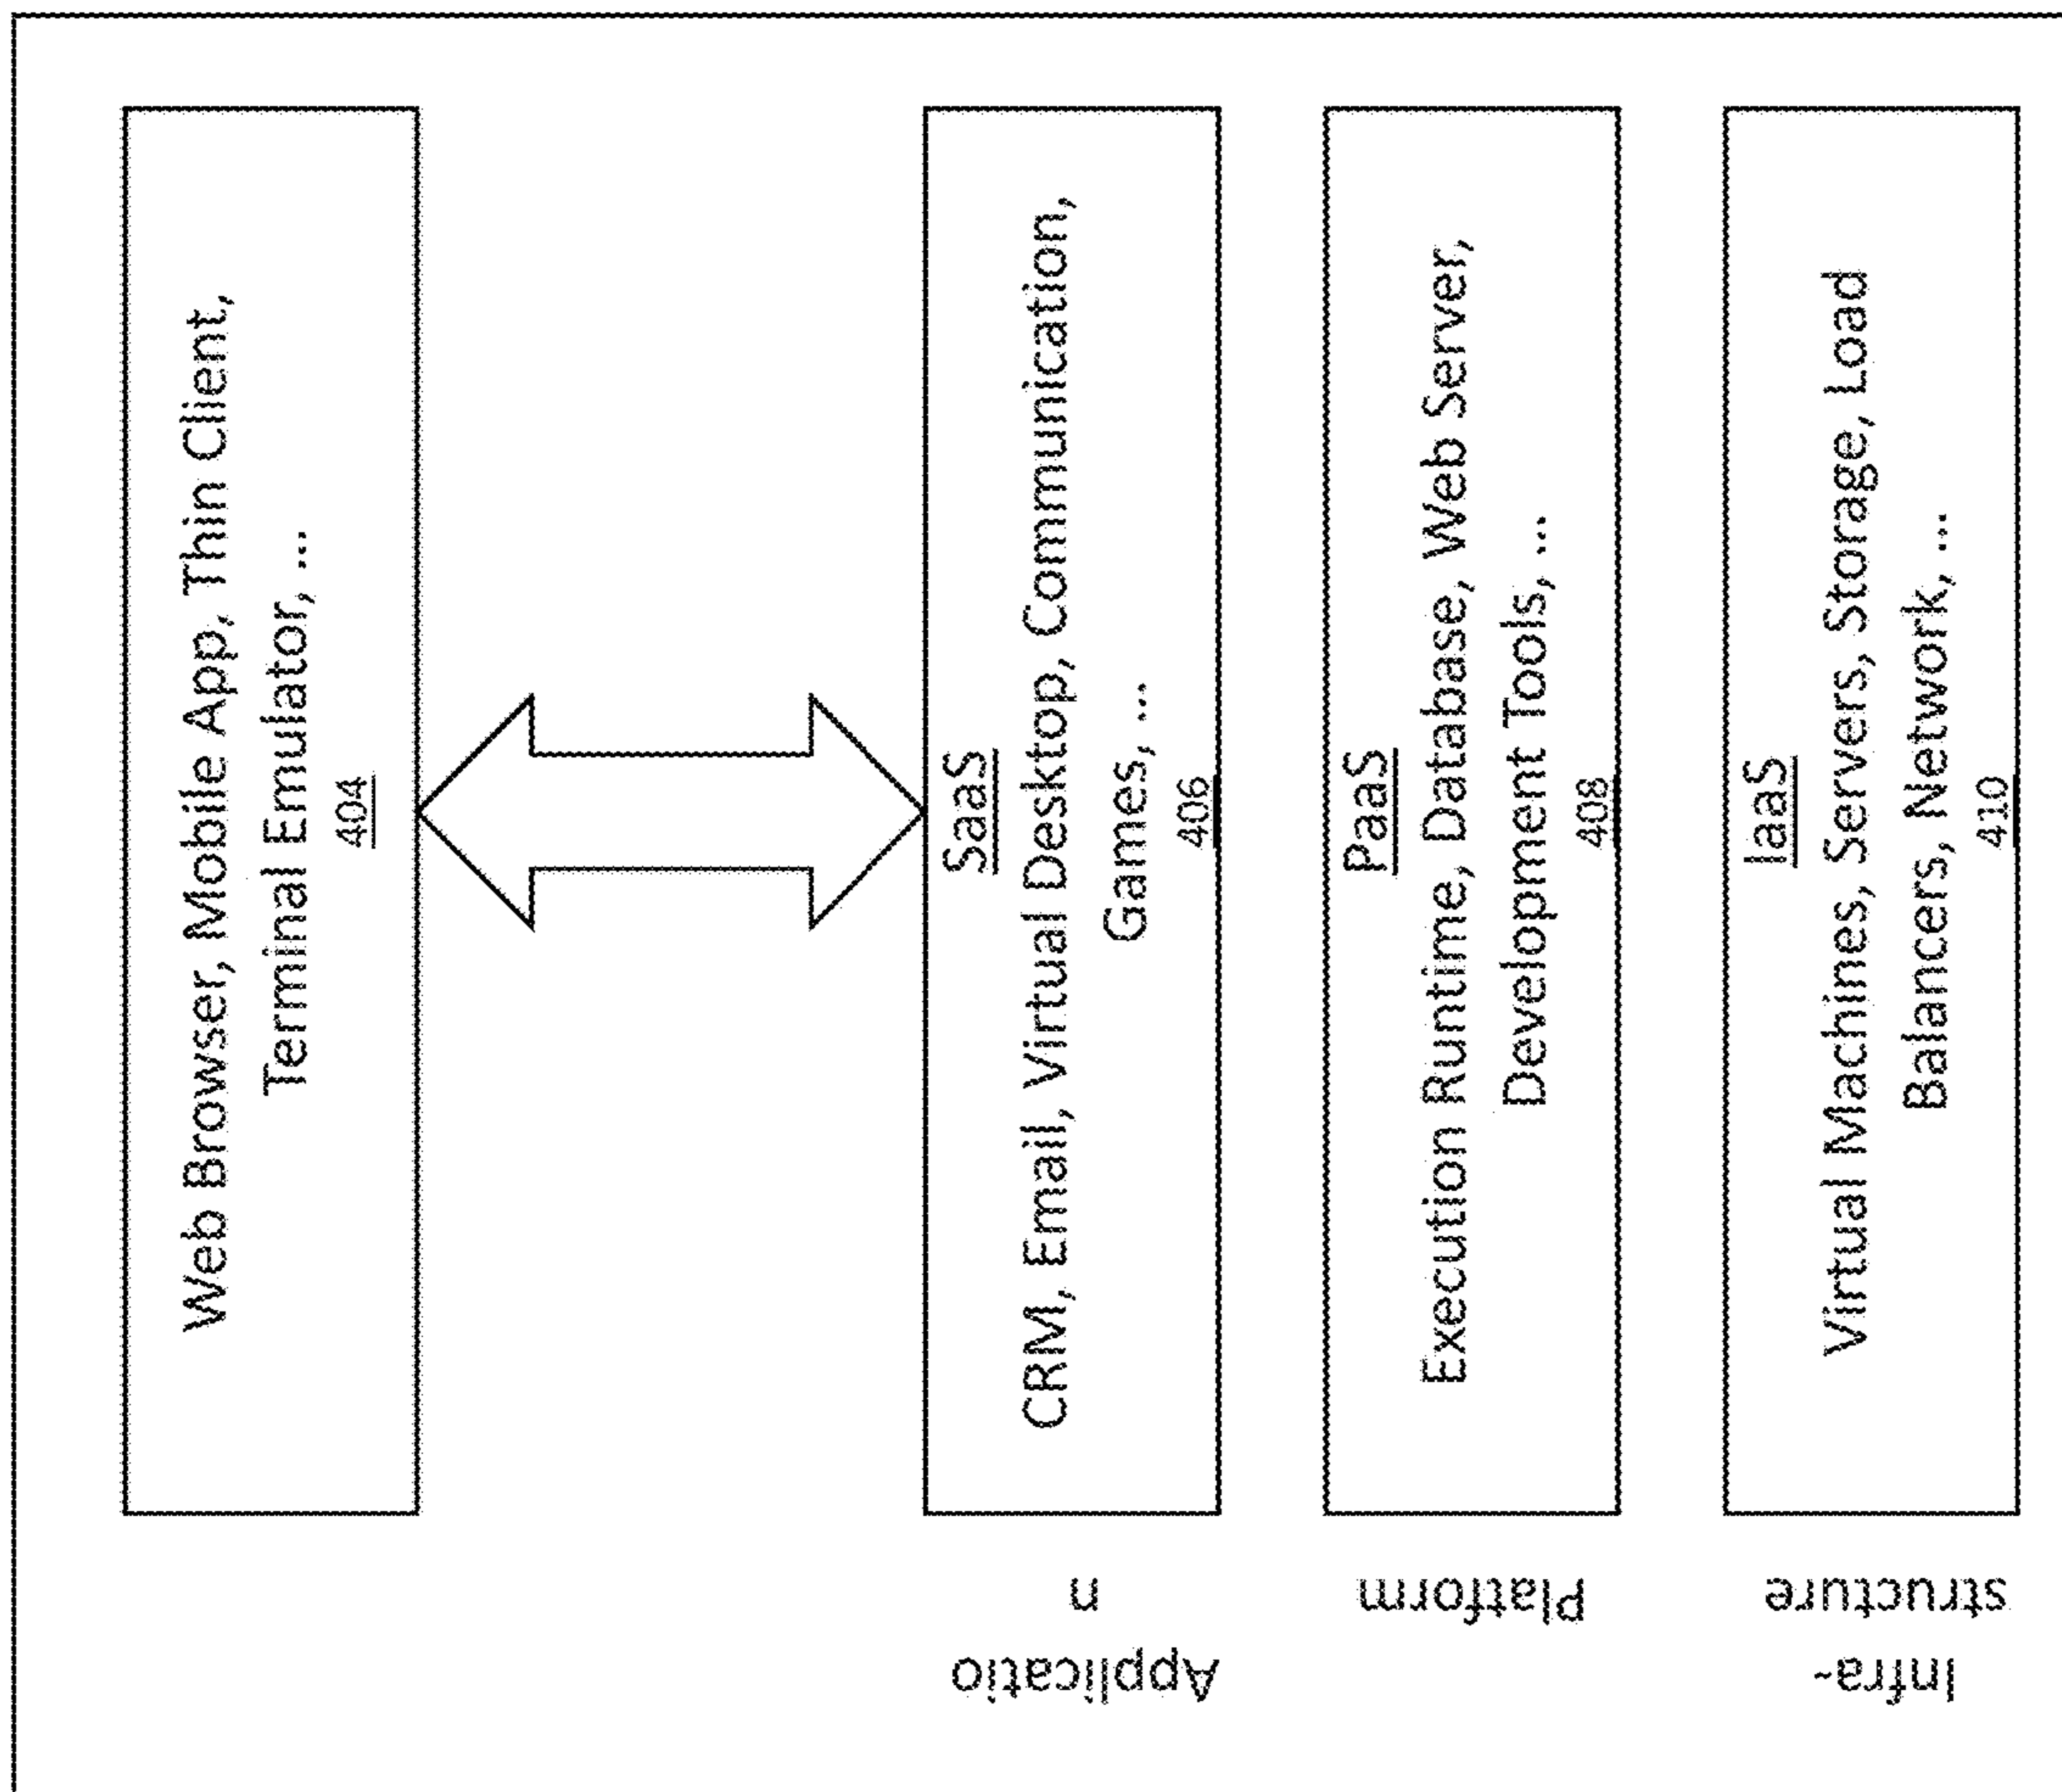 Web Browser, Mobile App, Thin Client,
Terminal Emulator, ...
404
SaaS
CRM, Email, Virtual Desktop, Communication,
Games, ...
406
Applicatio
n
PaaS
Execution Runtime, Database, Web Server,
Development Tools, ...
408
Platform
IaaS
Virtual Machines, Servers, Storage, Load
Balancers, Network, ...
410
Infra-
structure